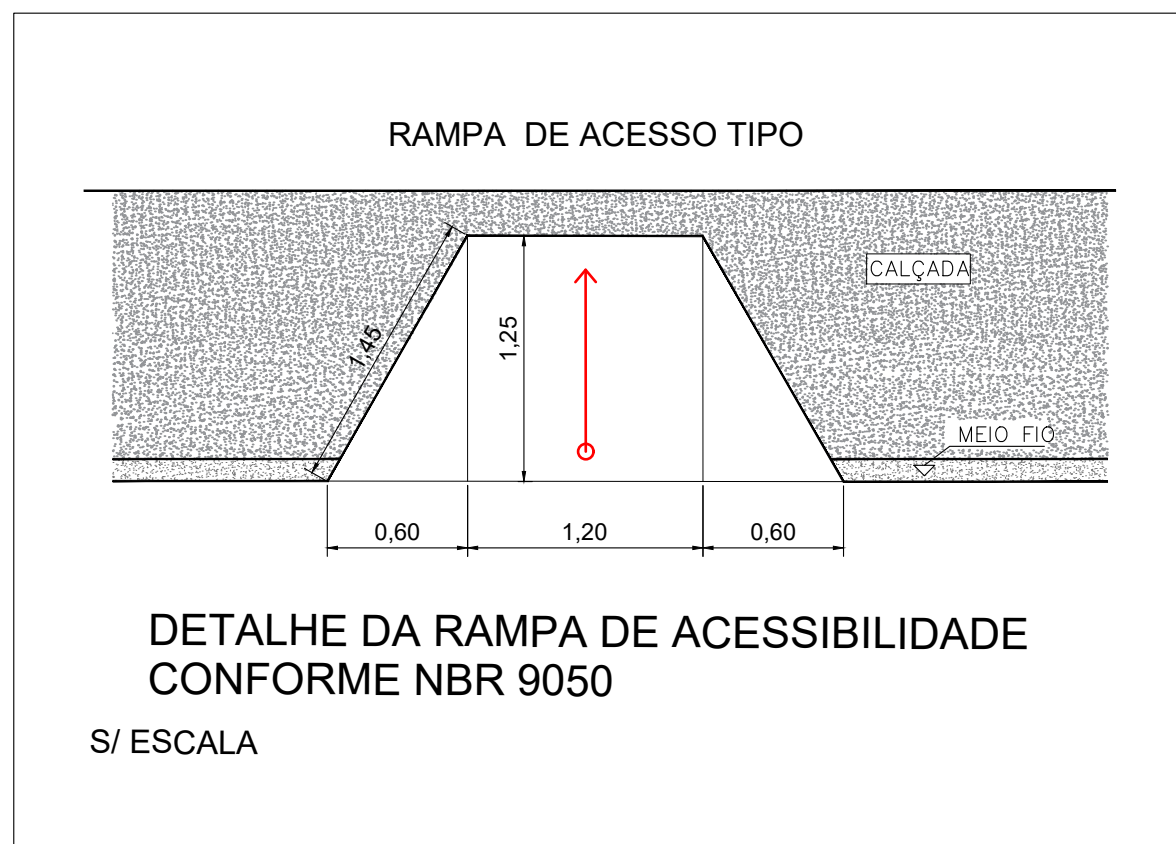 RAMPA DE ACESSO TIPO
CALÇADA
1,45
1,25
MEIO FIO
0,60
1,20
0,60
DETALHE DA RAMPA DE ACESSIBILIDADE
CONFORME NBR 9050
S/ ESCALA